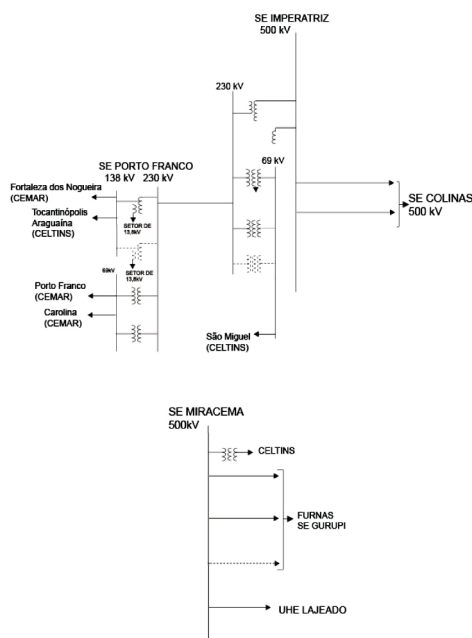 SE IMPERATRIZ
500 kV
230 kV
69 kV
SE PORTO FRANCO
138 kV 230 kV
Fortaleza dos Nogueira
(CEMAR)
Tocantinópolis
Araguaína
(CELTINS)
SETOR DE
13,8kV
SETOR DE
13,8kV
69kV
Porto Franco
(CEMAR)
Carolina
(CEMAR)
São Miguel
(CELTINS)
SE COLINAS
500 kV
SE MIRACEMA
500kV
CELTINS
FURNAS
SE GURUPI
UHE LAJEADO